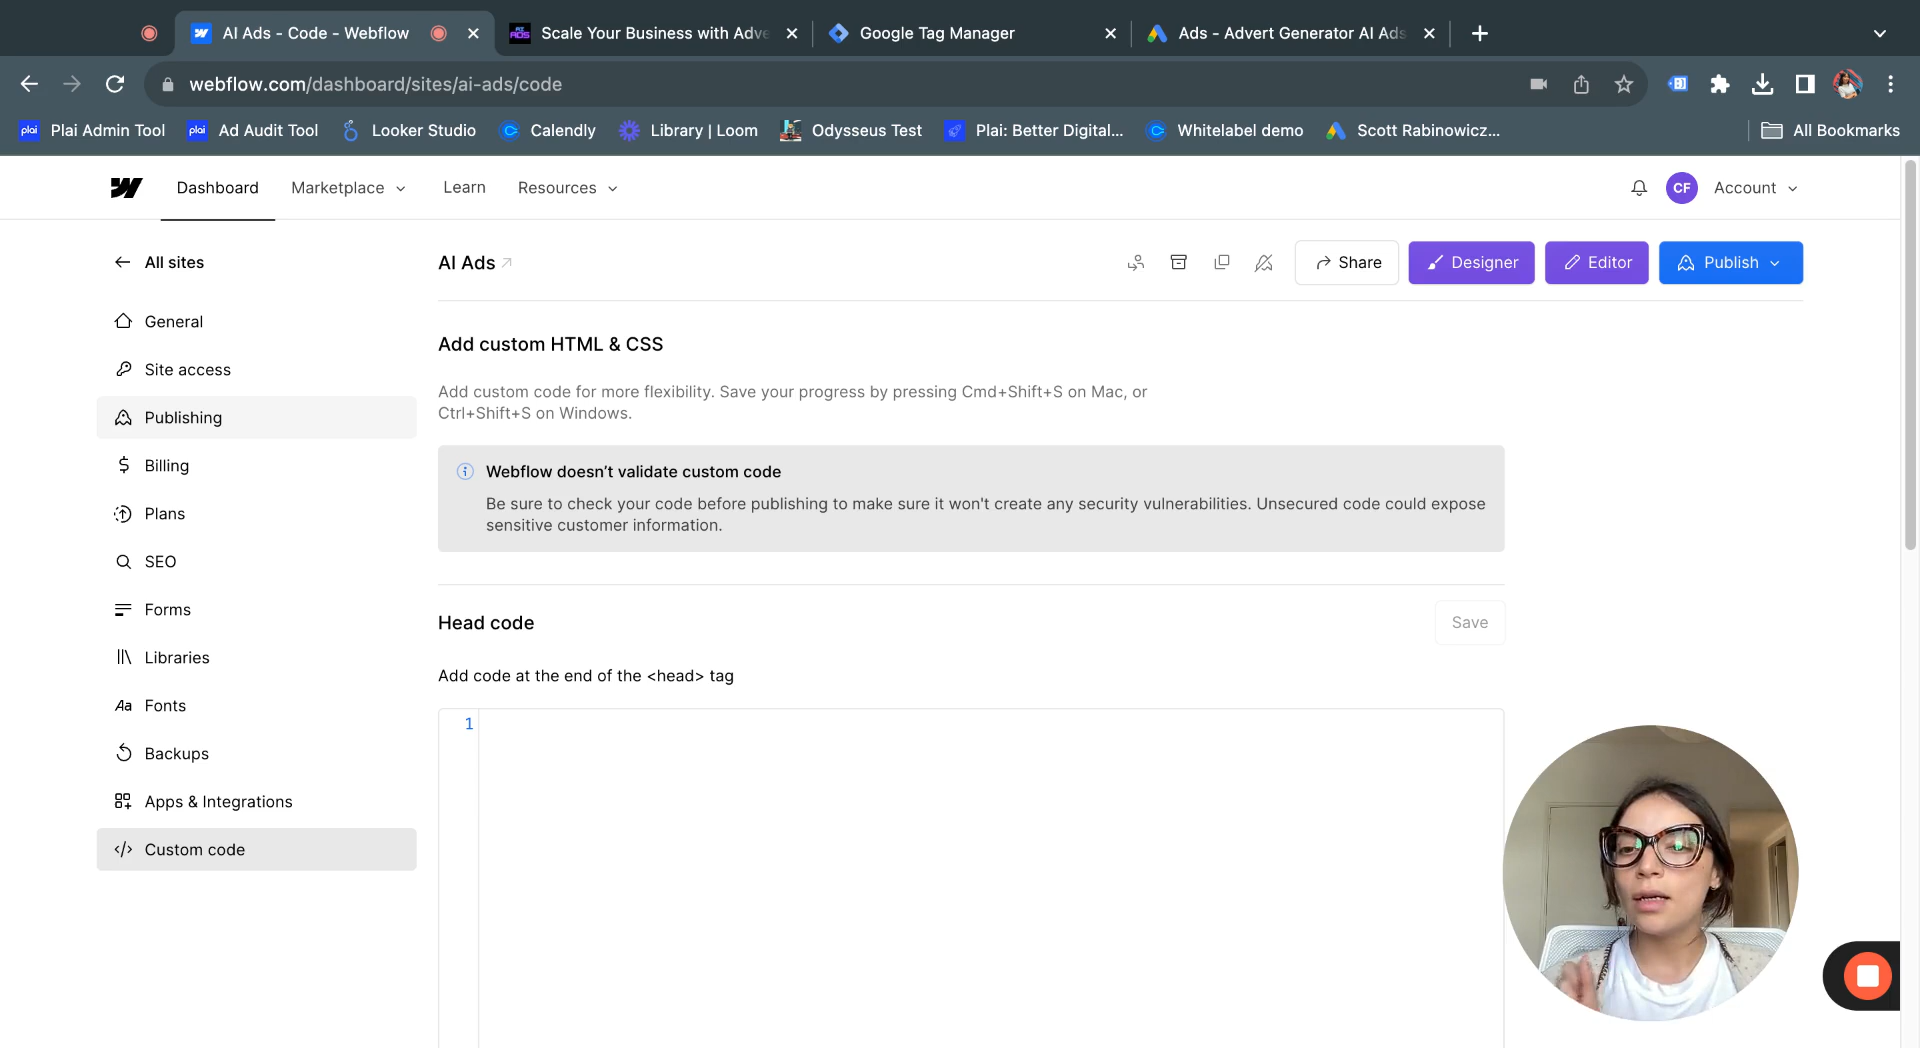 AI Ads - Code - Webflow
Scale Your Business with Adve
Google Tag Manager
Ads - Advert Generator AI Ads
webflow.com/dashboard/sites/ai-ads/code
plai Plai Admin Tool
plai Ad Audit Tool
Looker Studio
Calendly
Library | Loom
Odysseus Test
Plai: Better Digital...
Whitelabel demo
Scott Rabinowicz...
All Bookmarks
Dashboard
Marketplace
Learn
Resources
CF
Account
All sites
AI Ads
Share
Designer
Editor
Publish
General
Site access
Publishing
Billing
Plans
SEO
Forms
Libraries
Fonts
Backups
Apps & Integrations
Custom code
Add custom HTML & CSS
Add custom code for more flexibility. Save your progress by pressing Cmd+Shift+S on Mac, or
Ctrl+Shift+S on Windows.
Webflow doesn’t validate custom code
Be sure to check your code before publishing to make sure it won't create any security vulnerabilities. Unsecured code could expose
sensitive customer information.
Head code
Save
Add code at the end of the <head> tag
1